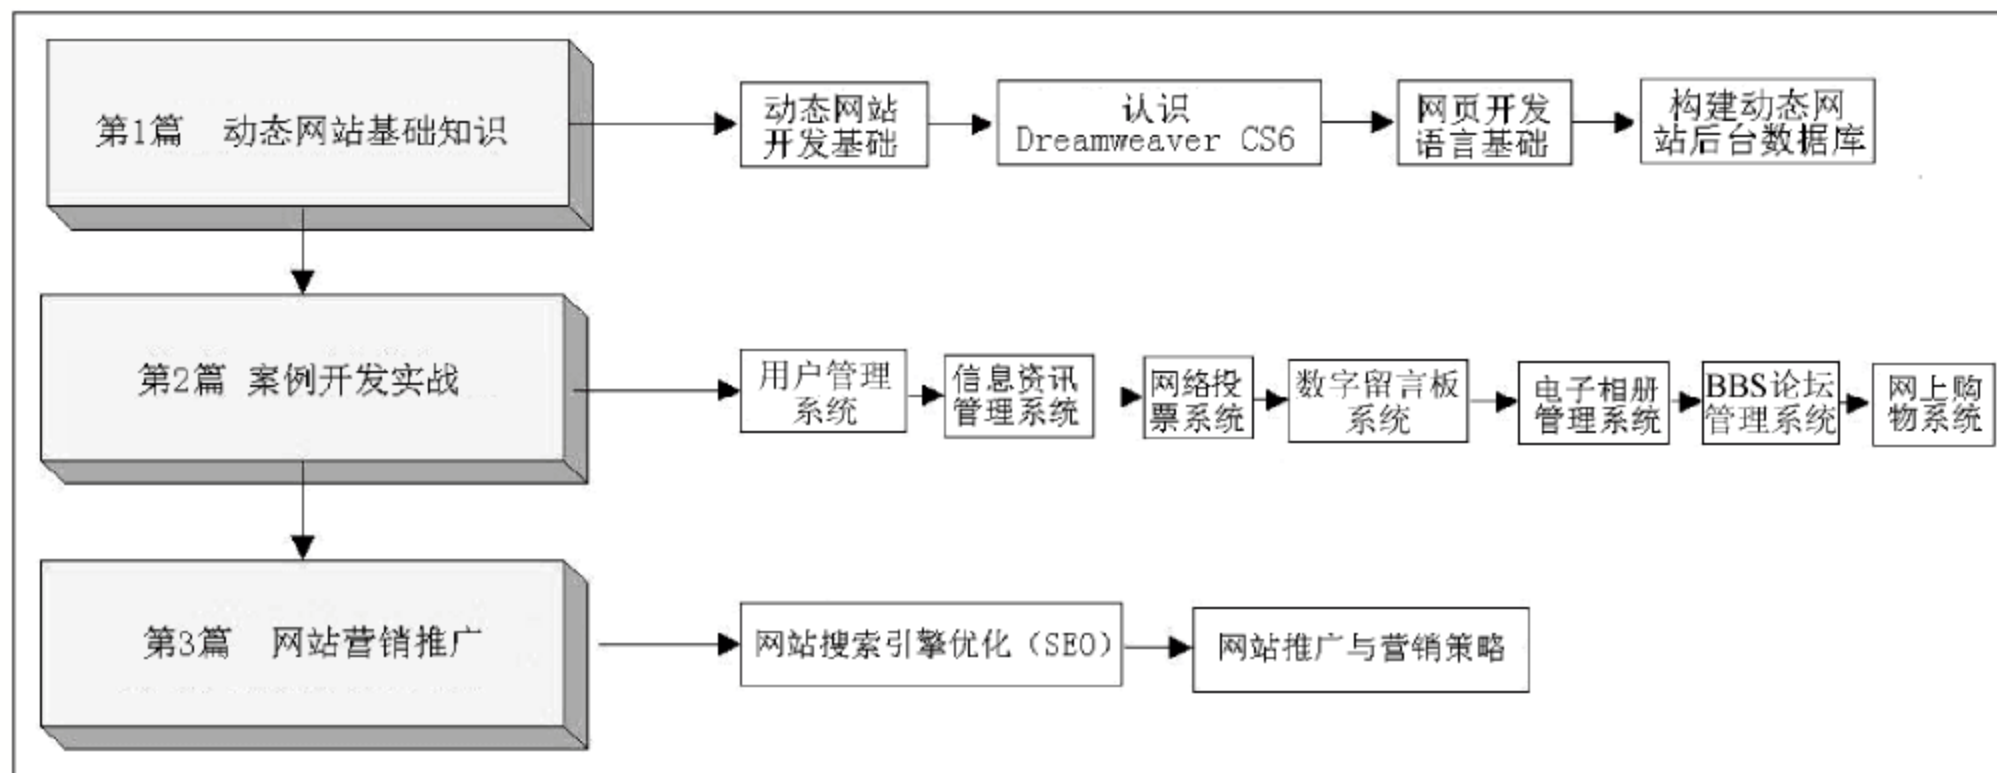 第1篇 动态网站基础知识
动态网站
开发基础
认识
Dreamweaver CS6
网页开发
语言基础
构建动态网
站后台数据库
第2篇 案例开发实战
用户管理
系统
信息资讯
管理系统
网络投
票系统
数字留言板
系统
电子相册
管理系统
BBS论坛
管理系统
网上购
物系统
第3篇 网站营销推广
网站搜索引擎优化（SEO）
网站推广与营销策略